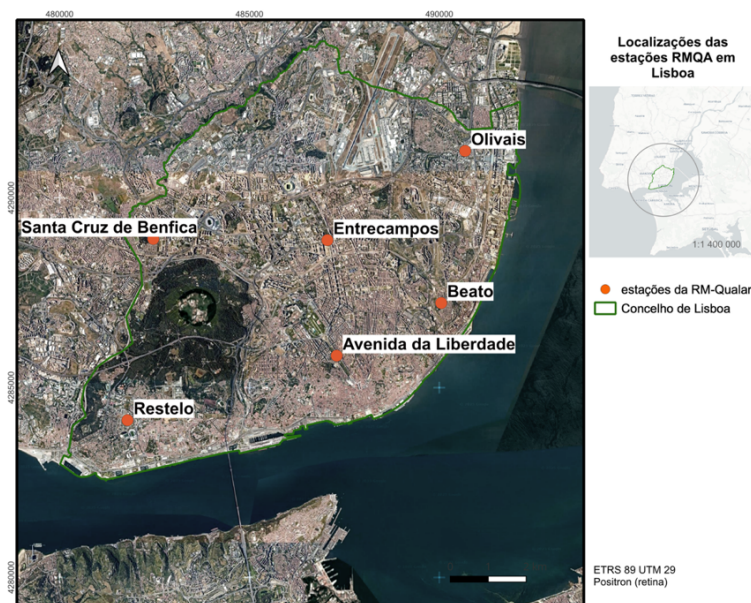 480000
485000
490000
4290000
4285000
4280000
Olivais
Santa Cruz de Benfica
Entrecampos
Beato
Avenida da Liberdade
Restelo
Localizações das
estações RMQA em
Lisboa
1:1 400 000
estações da RM-Qualar
Concelho de Lisboa
ETRS 89 UTM 29
Positron (retina)